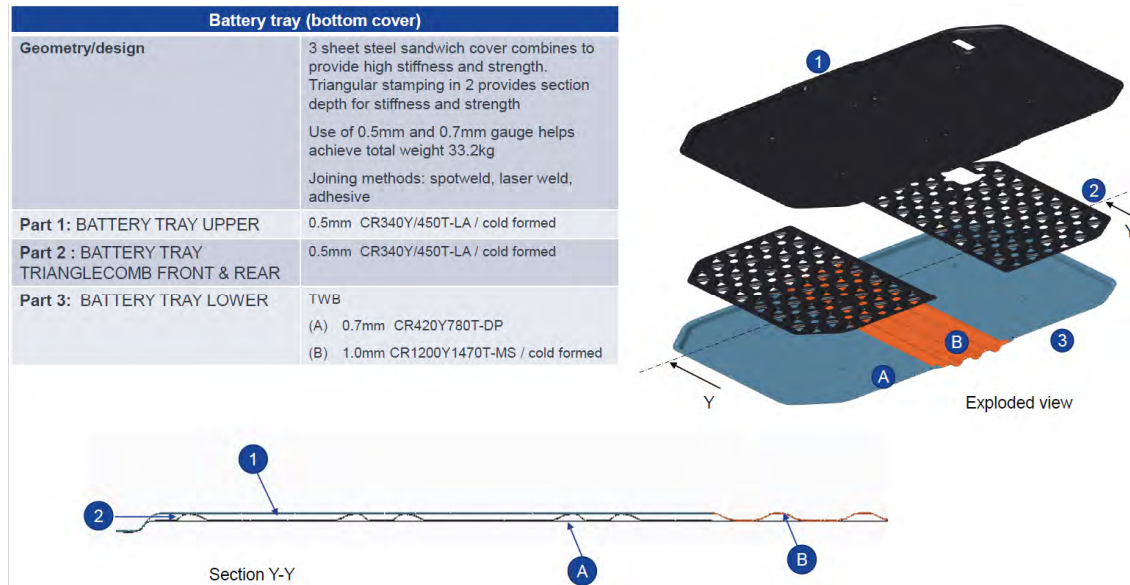 Battery tray (bottom cover)
Geometry/design
3 sheet steel sandwich cover combines to
provide high stiffness and strength.
Triangular stamping in 2 provides section
depth for stiffness and strength
Use of 0.5mm and 0.7mm gauge helps
achieve total weight 33.2kg
Joining methods: spotweld, laser weld,
adhesive
Part 1: BATTERY TRAY UPPER
0.5mm CR340Y/450T-LA / cold formed
Part 2 : BATTERY TRAY
TRIANGLECOMB FRONT & REAR
0.5mm CR340Y/450T-LA / cold formed
Part 3: BATTERY TRAY LOWER
TWB
(A) 0.7mm CR420Y780T-DP
(B) 1.0mm CR1200Y1470T-MS / cold formed
1
2
Y
B
3
A
Y
Exploded view
1
2
A
B
Section Y-Y